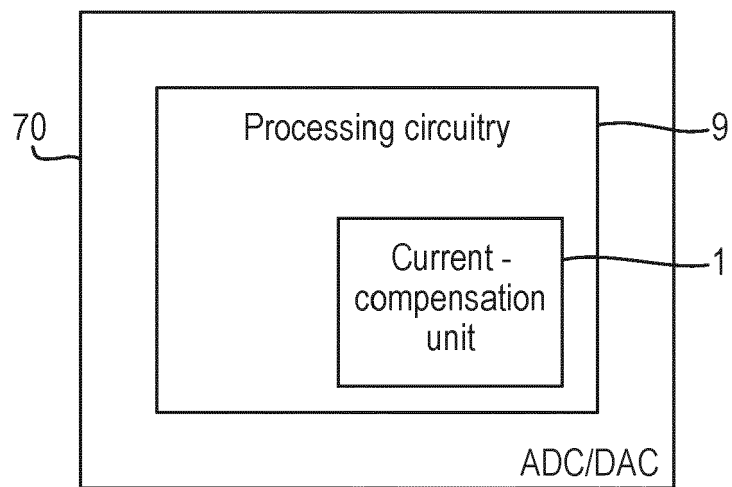 70
Processing circuitry
9
Current -
compensation
unit
1
ADC/DAC